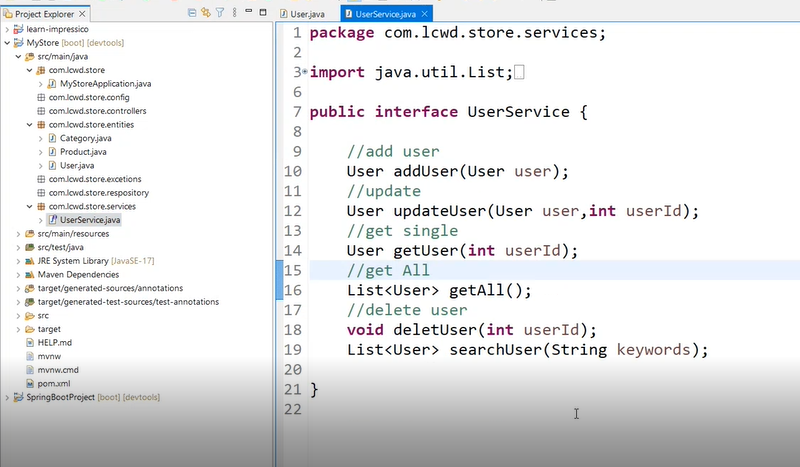 Project Explorer
learn-impressico
MyStore [boot] [devtools]
src/main/java
com.lcwd.store
MyStoreApplication.java
com.lcwd.store.config
com.lcwd.store.controllers
com.lcwd.store.entities
Category.java
Product.java
User.java
com.lcwd.store.excetions
com.lcwd.store.respository
com.lcwd.store.services
UserService.java
src/main/resources
src/test/java
JRE System Library [JavaSE-17]
Maven Dependencies
target/generated-sources/annotations
target/generated-test-sources/test-annotations
src
target
HELP.md
mvnw
mvnw.cmd
pom.xml
SpringBootProject [boot] [devtools]
User.java
UserService.java
1 package com.lcwd.store.services;
2
3 import java.util.List;
6
7 public interface UserService {
8
9 //add user
10 User addUser(User user);
11 //update
12 User updateUser(User user,int userId);
13 //get single
14 User getUser(int userId);
15 //get All
16 List<User> getAll();
17 //delete user
18 void deletUser(int userId);
19 List<User> searchUser(String keywords);
20
21 }
22